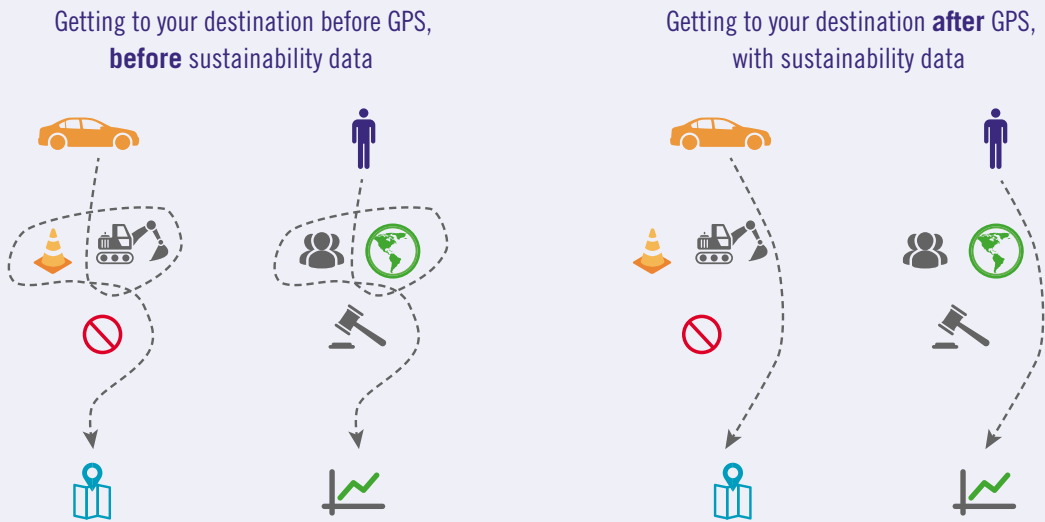 Getting to your destination before GPS,
before sustainability data
Getting to your destination after GPS,
with sustainability data